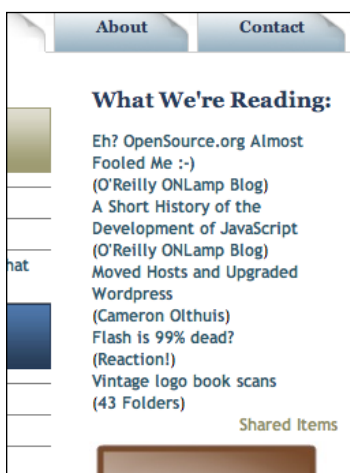 About
Contact
What We're Reading:
Eh? OpenSource.org Almost
Fooled Me :-)
(O'Reilly ONLamp Blog)
A Short History of the
Development of JavaScript
(O'Reilly ONLamp Blog)
hat
Moved Hosts and Upgraded
Wordpress
(Cameron Olthuis)
Flash is 99% dead?
(Reaction!)
Vintage logo book scans
(43 Folders)
Shared Items